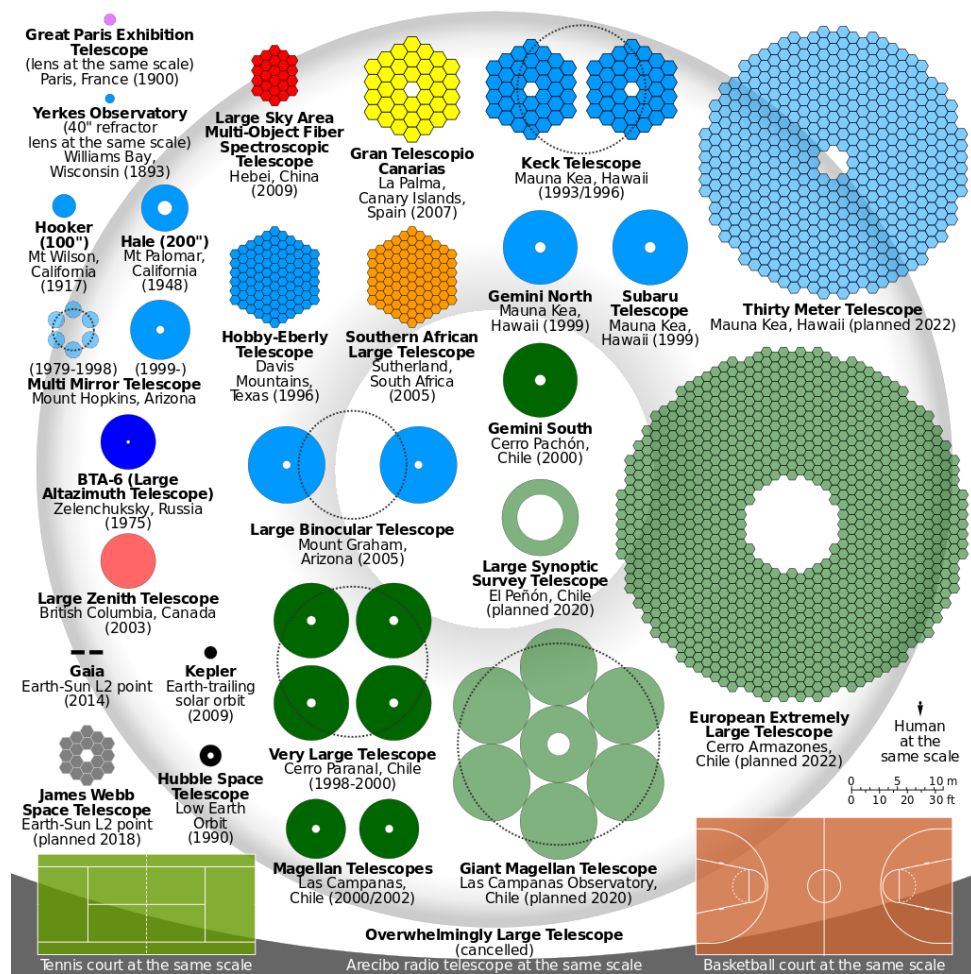 Great Paris Exhibition
Telescope
(lens at the same scale)
Paris, France (1900)
Yerkes Observatory
(40" refractor
lens at the same scale)
Williams Bay,
Wisconsin (1893)
Hooker
(100")
Mt Wilson,
California
(1917)
Hale (200")
Mt Palomar,
California
(1948)
(1979-1998)
(1999-)
Multi Mirror Telescope
Mount Hopkins, Arizona
BTA-6 (Large
Altazimuth Telescope)
Zelenchuksky, Russia
(1975)
Large Zenith Telescope
British Columbia, Canada
(2003)
Gaia
Earth-Sun L2 point
(2014)
Kepler
Earth-trailing
solar orbit
(2009)
James Webb
Space Telescope
Earth-Sun L2 point
(planned 2018)
Hubble Space
Telescope
Low Earth
Orbit
(1990)
Large Sky Area
Multi-Object Fiber
Spectroscopic
Telescope
Hebei, China
(2009)
Gran Telescopio
Canarias
La Palma,
Canary Islands,
Spain (2007)
Keck Telescope
Mauna Kea, Hawaii
(1993/1996)
Hobby-Eberly
Telescope
Davis
Mountains,
Texas (1996)
Southern African
Large Telescope
Sutherland,
South Africa
(2005)
Gemini North
Mauna Kea,
Hawaii (1999)
Subaru
Telescope
Mauna Kea,
Hawaii (1999)
Thirty Meter Telescope
Mauna Kea, Hawaii (planned 2022)
Gemini South
Cerro Pachón,
Chile (2000)
Large Binocular Telescope
Mount Graham,
Arizona (2005)
Large Synoptic
Survey Telescope
El Peñón, Chile
(planned 2020)
Very Large Telescope
Cerro Paranal, Chile
(1998-2000)
Magellan Telescopes
Las Campanas,
Chile (2000/2002)
Giant Magellan Telescope
Las Campanas Observatory,
Chile (planned 2020)
European Extremely
Large Telescope
Cerro Armazones,
Chile (planned 2022)
Human
at the
same scale
0 5 10 m
0 10 20 30 ft
Overwhelmingly Large Telescope
(cancelled)
Tennis court at the same scale
Arecibo radio telescope at the same scale
Basketball court at the same scale